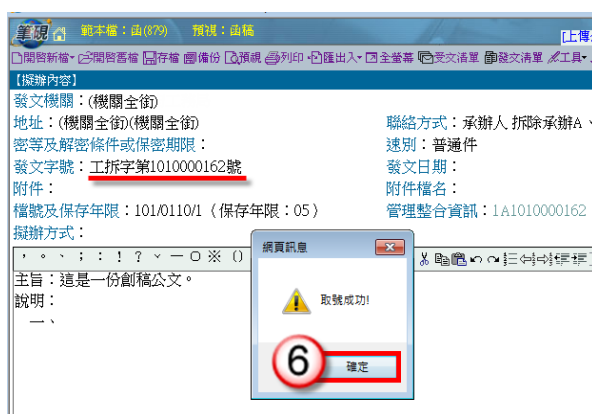 筆硯 範本檔：函(879) 預視：函稿
[上傳
開啓新檔 開啓舊檔 存檔 備份 預視 列印 匯出入 全螢幕 受文清單 發文清單 工具
【擬辦內容】
發文機關：(機關全銜)
地址：(機關全銜)(機關全銜) 聯絡方式：承辦人 拆除承辦A、
密等及解密條件或保密期限： 速別：普通件
發文字號：工拆字第1010000162號 發文日期：
附件： 附件檔名：
檔號及保存年限：101/0110/1（保存年限：05） 管理整合資訊：1A1010000162
擬辦方式：
， 。 、 ； ： ！ ？ ˇ 一 ○ ※ ()
主旨：這是一份創稿公文。
說明：
一、
網頁訊息
取號成功!
6 確定